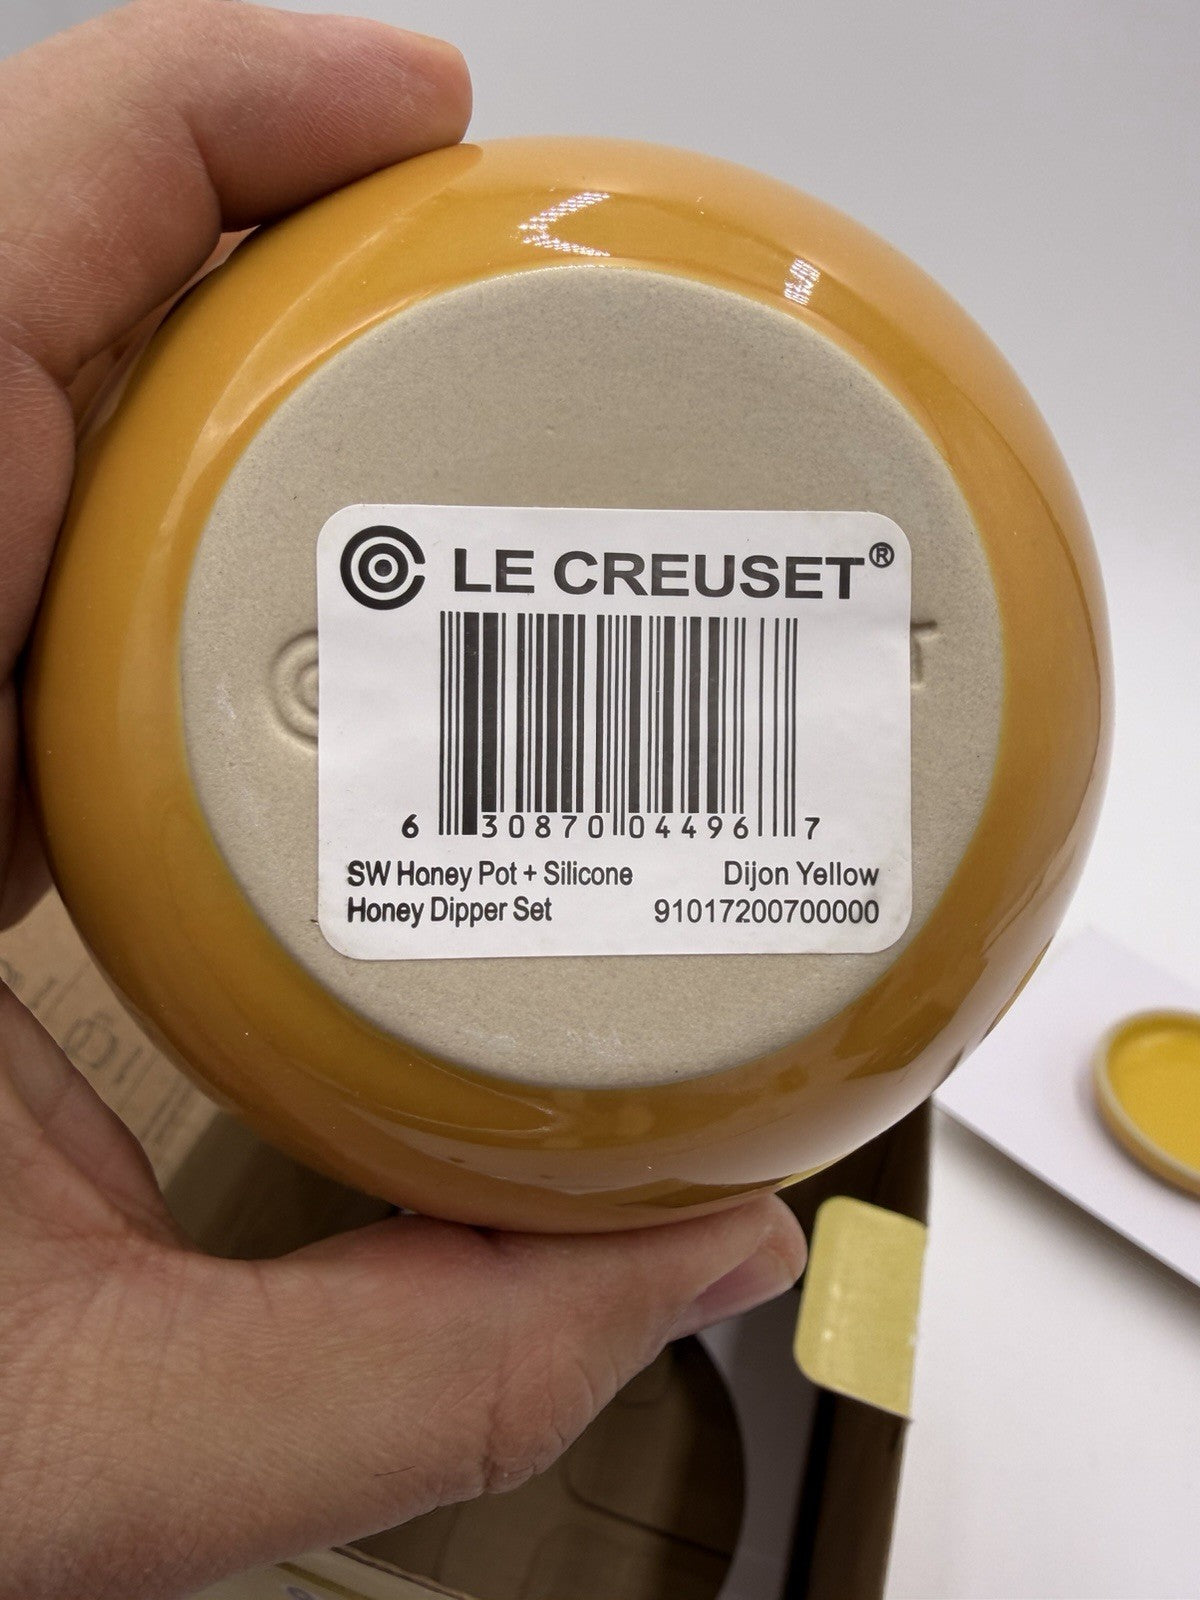 LE CREUSET®
6 30870 04496 7
SW Honey Pot + Silicone Dijon Yellow
Honey Dipper Set 91017200700000